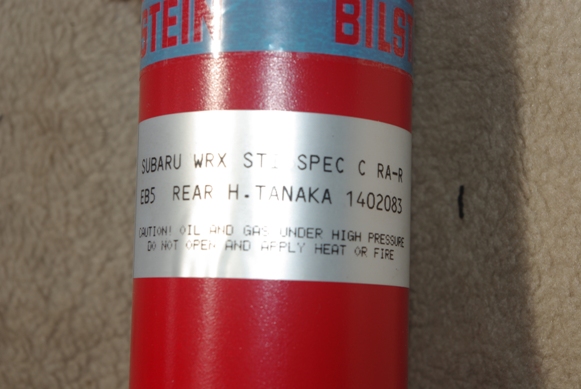 STEIN BILST
SUBARU WRX STI SPEC C RA-R
EB5 REAR H.TANAKA 1402083
CAUTION! OIL AND GAS UNDER HIGH PRESSURE
DO NOT OPEN AND APPLY HEAT OR FIRE